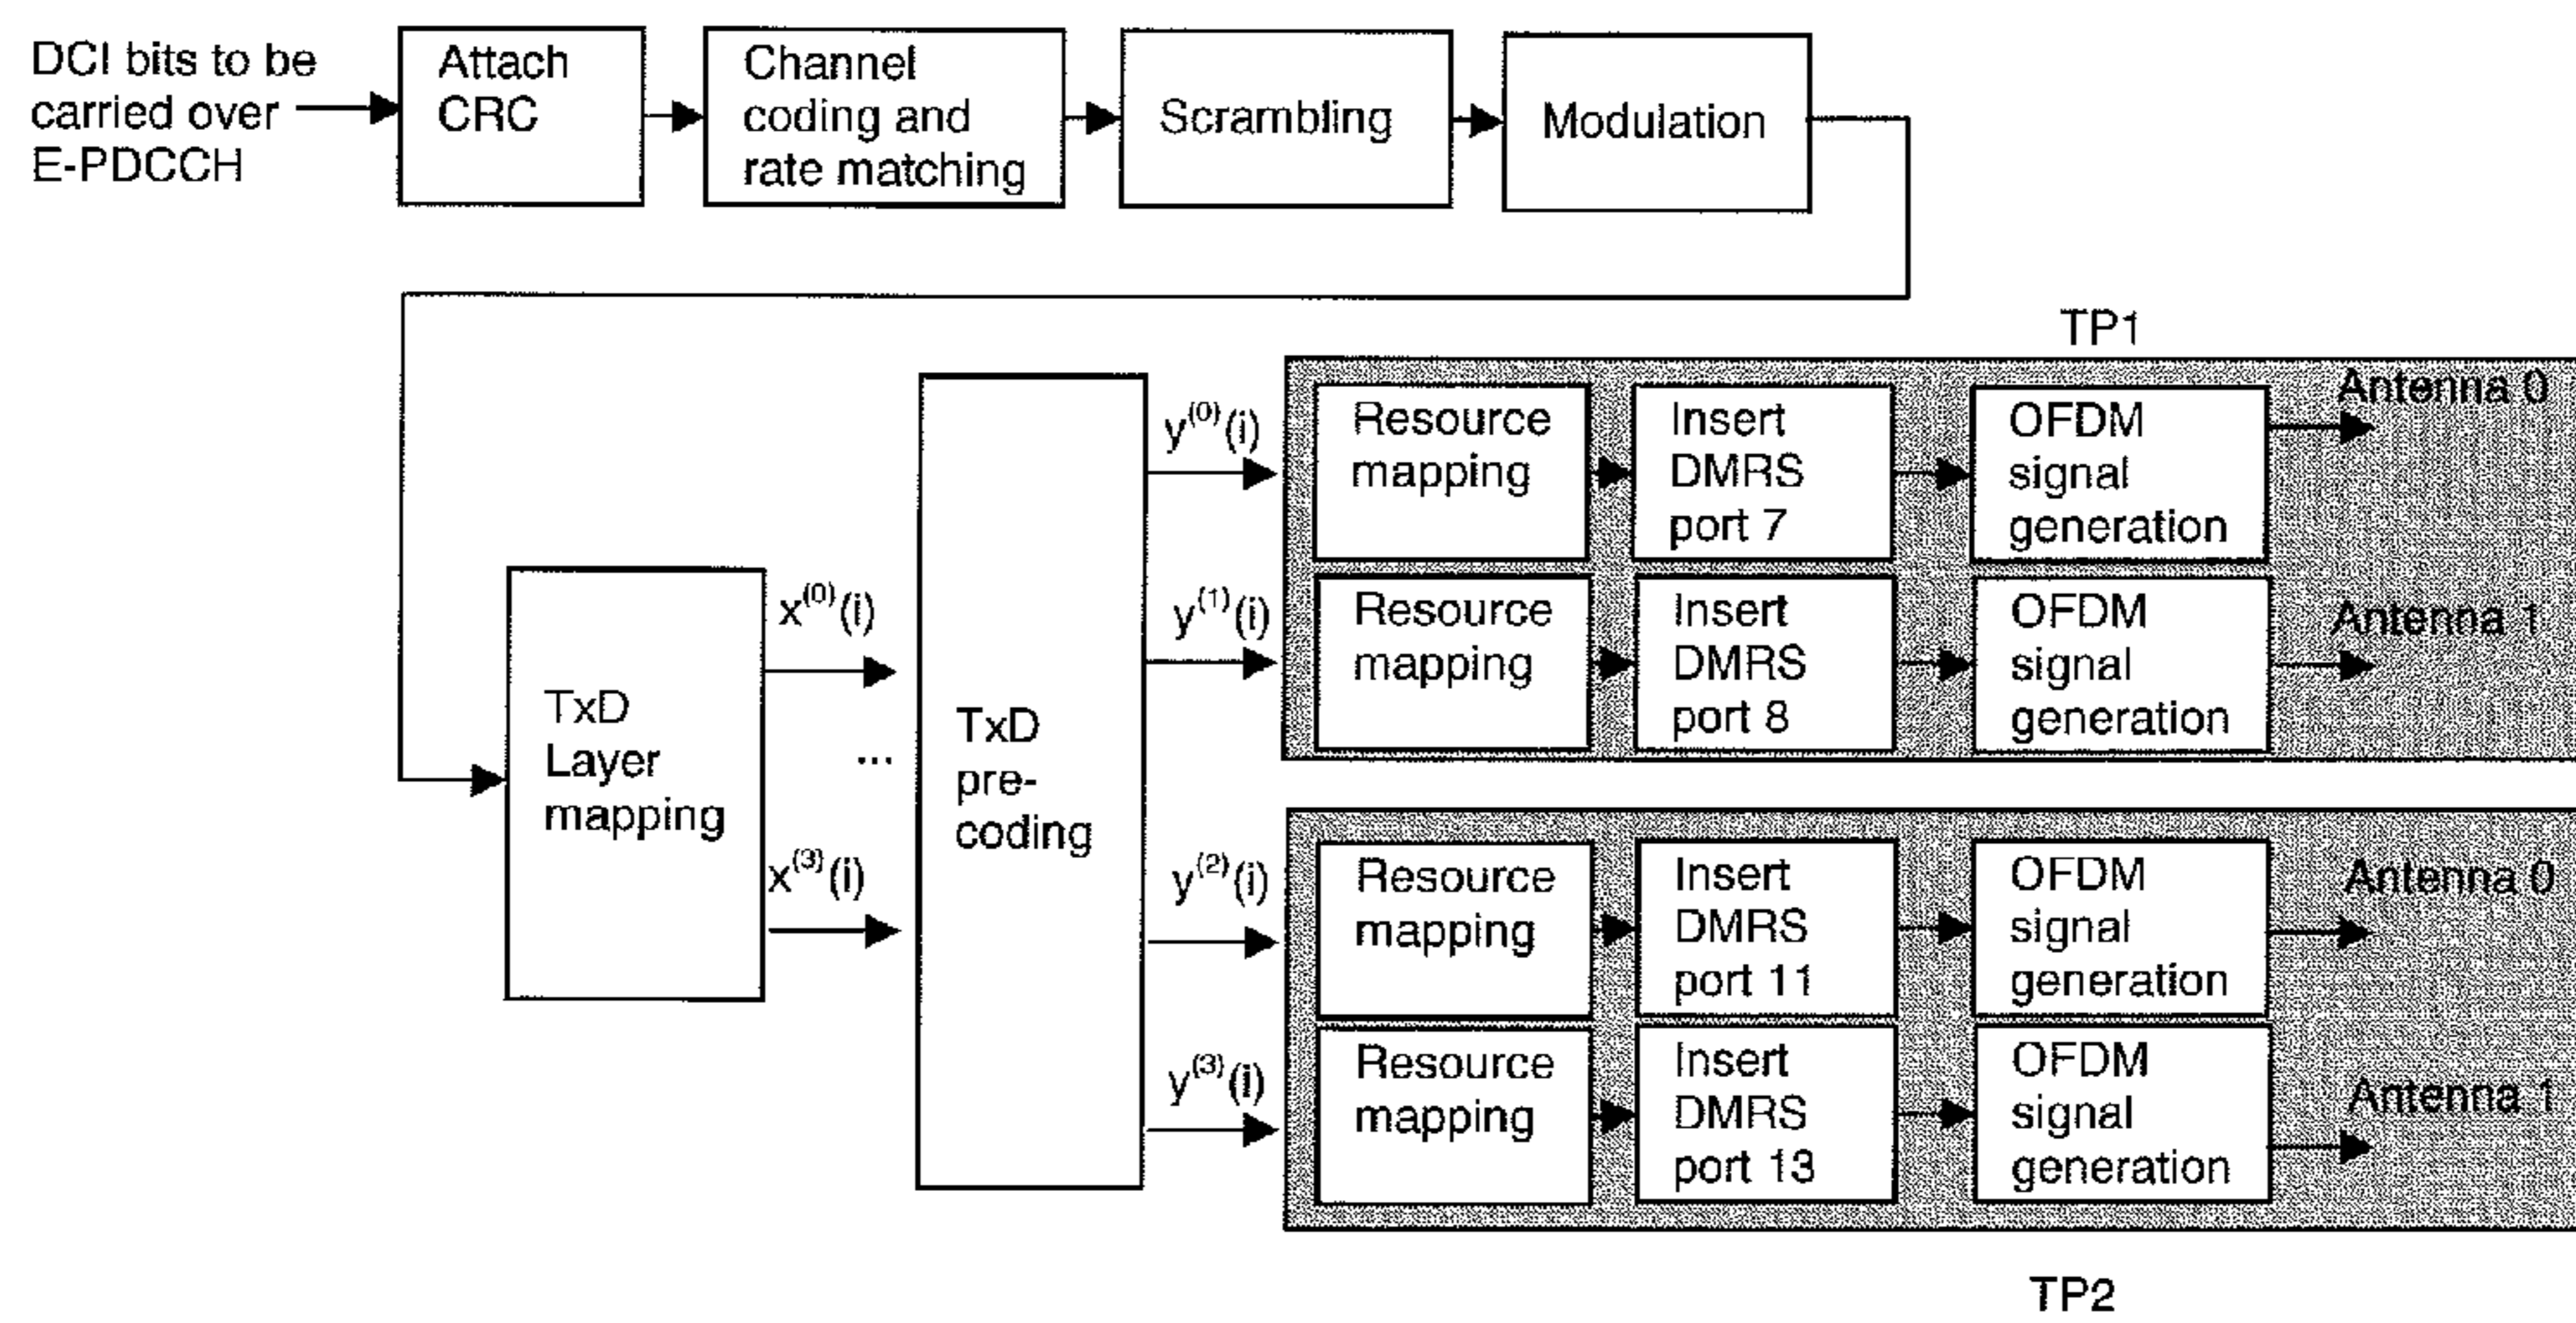 DCI bits to be
carried over
E-PDCCH
Attach
CRC
Channel
coding and
rate matching
Scrambling
Modulation
TxD
Layer
mapping
x(0)(i)
...
x(3)(i)
TxD
pre-
coding
y(0)(i)
y(1)(i)
y(2)(i)
y(3)(i)
TP1
Resource
mapping
Insert
DMRS
port 7
OFDM
signal
generation
Antenna 0
Resource
mapping
Insert
DMRS
port 8
OFDM
signal
generation
Antenna 1
Resource
mapping
Insert
DMRS
port 11
OFDM
signal
generation
Antenna 0
Resource
mapping
Insert
DMRS
port 13
OFDM
signal
generation
Antenna 1
TP2